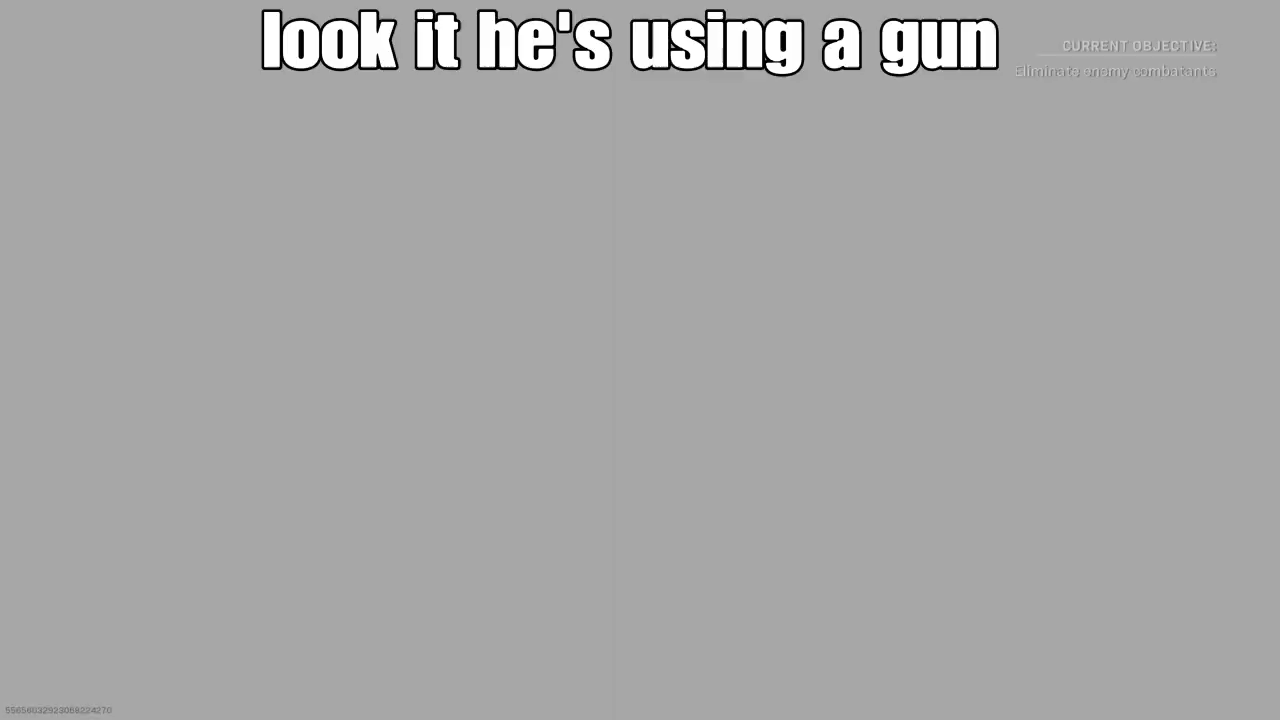 look it he's using a gun
CURRENT OBJECTIVE:
Eliminate enemy combatants